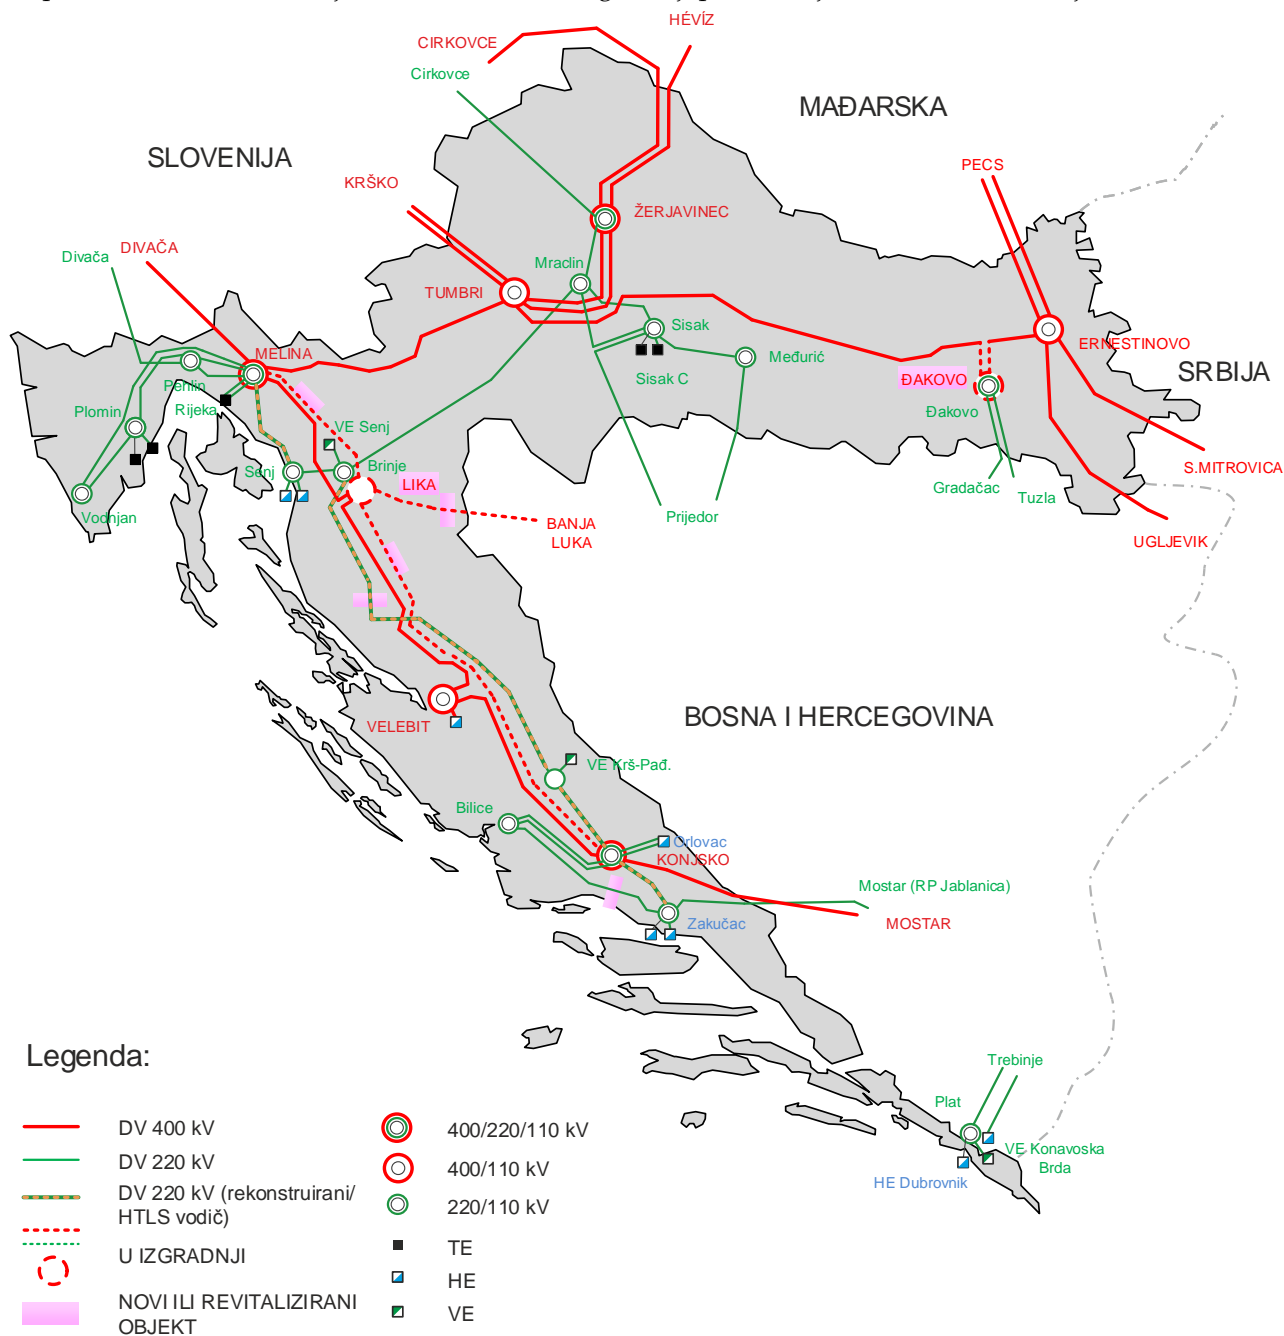 HÉVÍZ
CIRKOVCE
Cirkovce
MAĐARSKA
SLOVENIJA
KRŠKO
PECS
ŽERJAVINEC
DIVAČA
Divača
Mraclin
TUMBRI
Sisak
ERNESTINOVO
MELINA
Međurić
SRBIJA
Pehlin
Sisak C
ĐAKOVO
Plomin
Rijeka
Đakovo
VE Senj
Senj
Brinje
S.MITROVICA
LIKA
Gradačac
Tuzla
Vodnjan
Prijedor
BANJA
LUKA
UGLJEVIK
BOSNA I HERCEGOVINA
VELEBIT
VE Krš-Pađ.
Bilice
Orlovac
KONJSKO
Mostar (RP Jablanica)
Zakučac
MOSTAR
Legenda:
Trebinje
Plat
VE Konavoska
Brda
HE Dubrovnik
DV 400 kV
DV 220 kV
DV 220 kV (rekonstruirani/
HTLS vodič)
U IZGRADNJI
NOVI ILI REVITALIZIRANI
OBJEKT
400/220/110 kV
400/110 kV
220/110 kV
TE
HE
VE